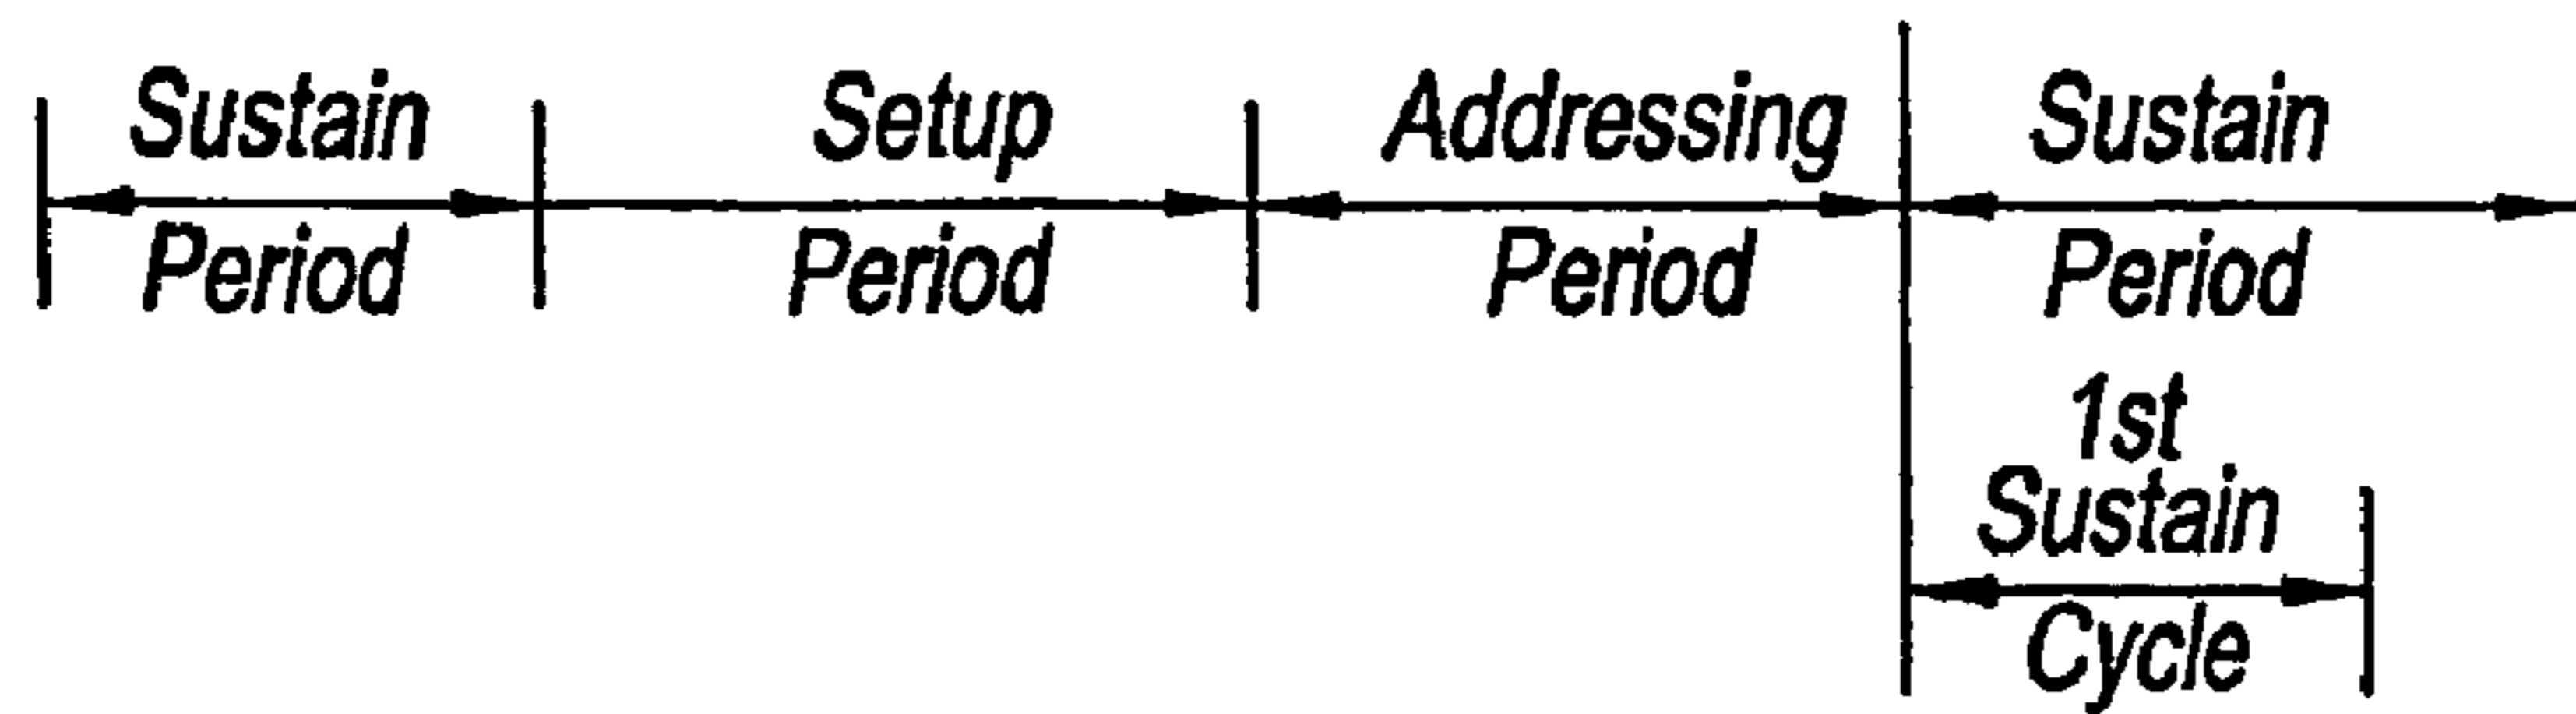 Sustain Setup Addressing Sustain
Period Period Period Period
1st
Sustain
Cycle